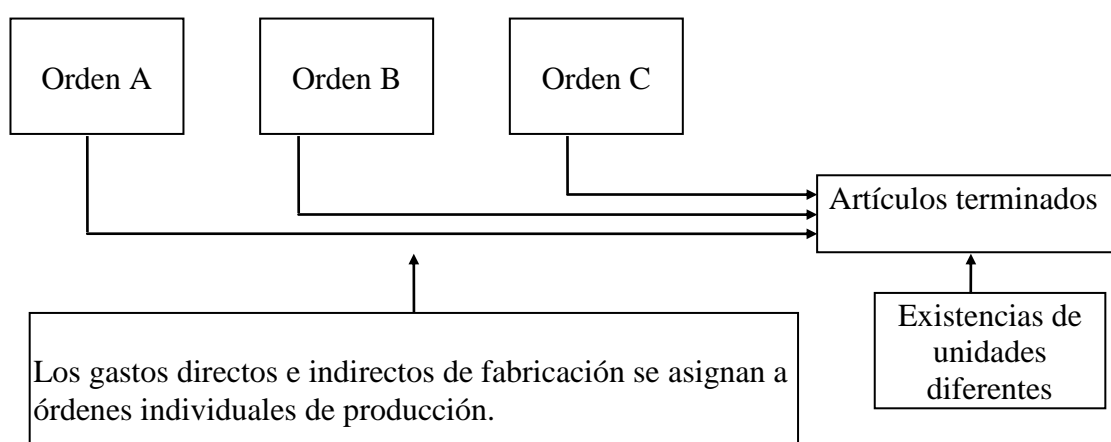 Orden A
Orden B
Orden C
Artículos terminados
Existencias de
unidades
diferentes
Los gastos directos e indirectos de fabricación se asignan a
órdenes individuales de producción.